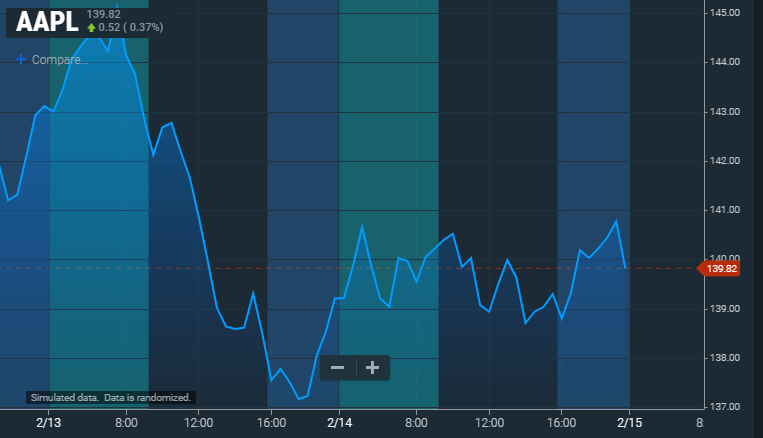 AAPL
139.82
0.52 ( 0.37%)
+ Compare...
145.00
144.00
143.00
142.00
141.00
140.00
139.82
139.00
138.00
137.00
− +
Simulated data. Data is randomized.
2/13 8:00 12:00 16:00 2/14 8:00 12:00 16:00 2/15 8: